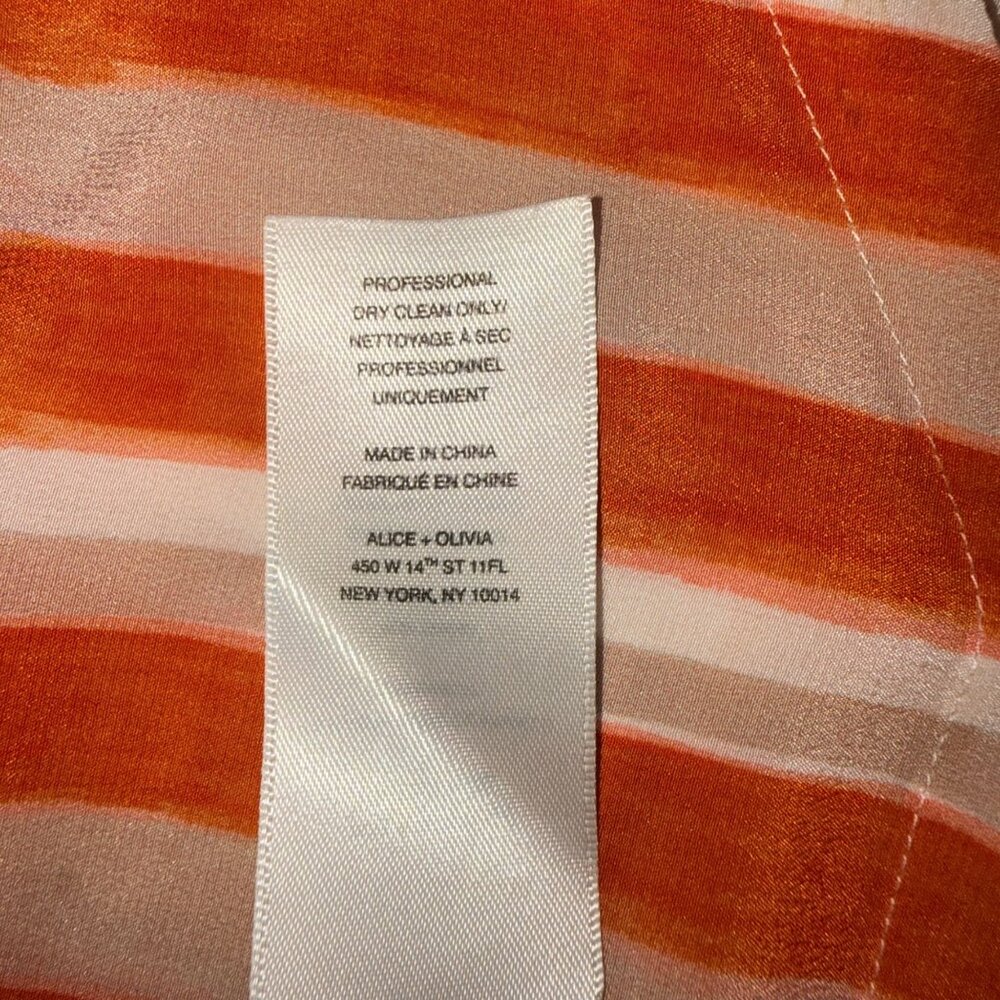 PROFESSIONAL
DRY CLEAN ONLY/
NETTOYAGE À SEC
PROFESSIONNEL
UNIQUEMENT
MADE IN CHINA
FABRIQUÉ EN CHINE
ALICE + OLIVIA
450 W 14TH ST 11FL
NEW YORK, NY 10014